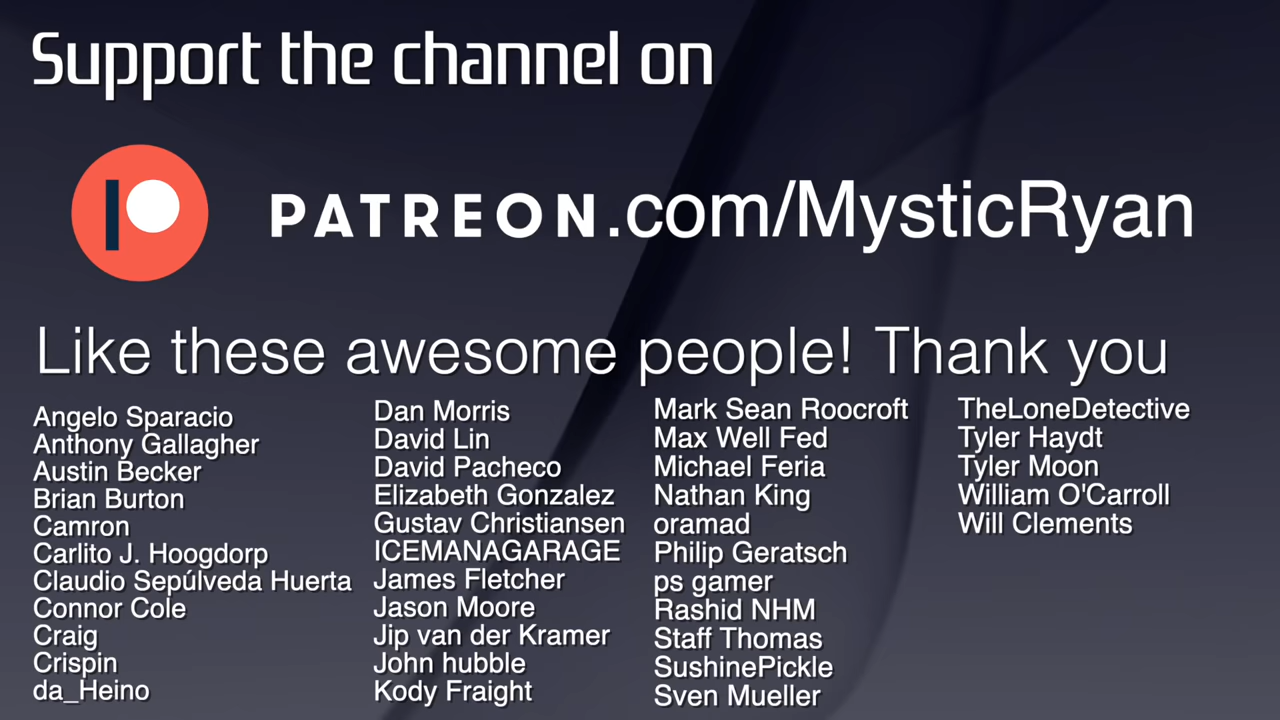 Support the channel on
PATREON.com/MysticRyan
Like these awesome people! Thank you
Angelo Sparacio
Anthony Gallagher
Austin Becker
Brian Burton
Camron
Carlito J. Hoogdorp
Claudio Sepúlveda Huerta
Connor Cole
Craig
Crispin
da_Heino
Dan Morris
David Lin
David Pacheco
Elizabeth Gonzalez
Gustav Christiansen
ICEMANAGARAGE
James Fletcher
Jason Moore
Jip van der Kramer
John hubble
Kody Fraight
Mark Sean Roocroft
Max Well Fed
Michael Feria
Nathan King
oramad
Philip Geratsch
ps gamer
Rashid NHM
Staff Thomas
SushinePickle
Sven Mueller
TheLoneDetective
Tyler Haydt
Tyler Moon
William O'Carroll
Will Clements